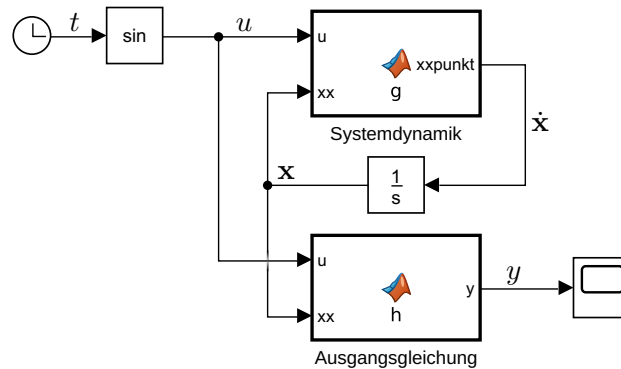 t
sin
u
u
xxpunkt
xx
g
Systemdynamik
ẋ
x
1
s
u
y
y
xx
h
Ausgangsgleichung